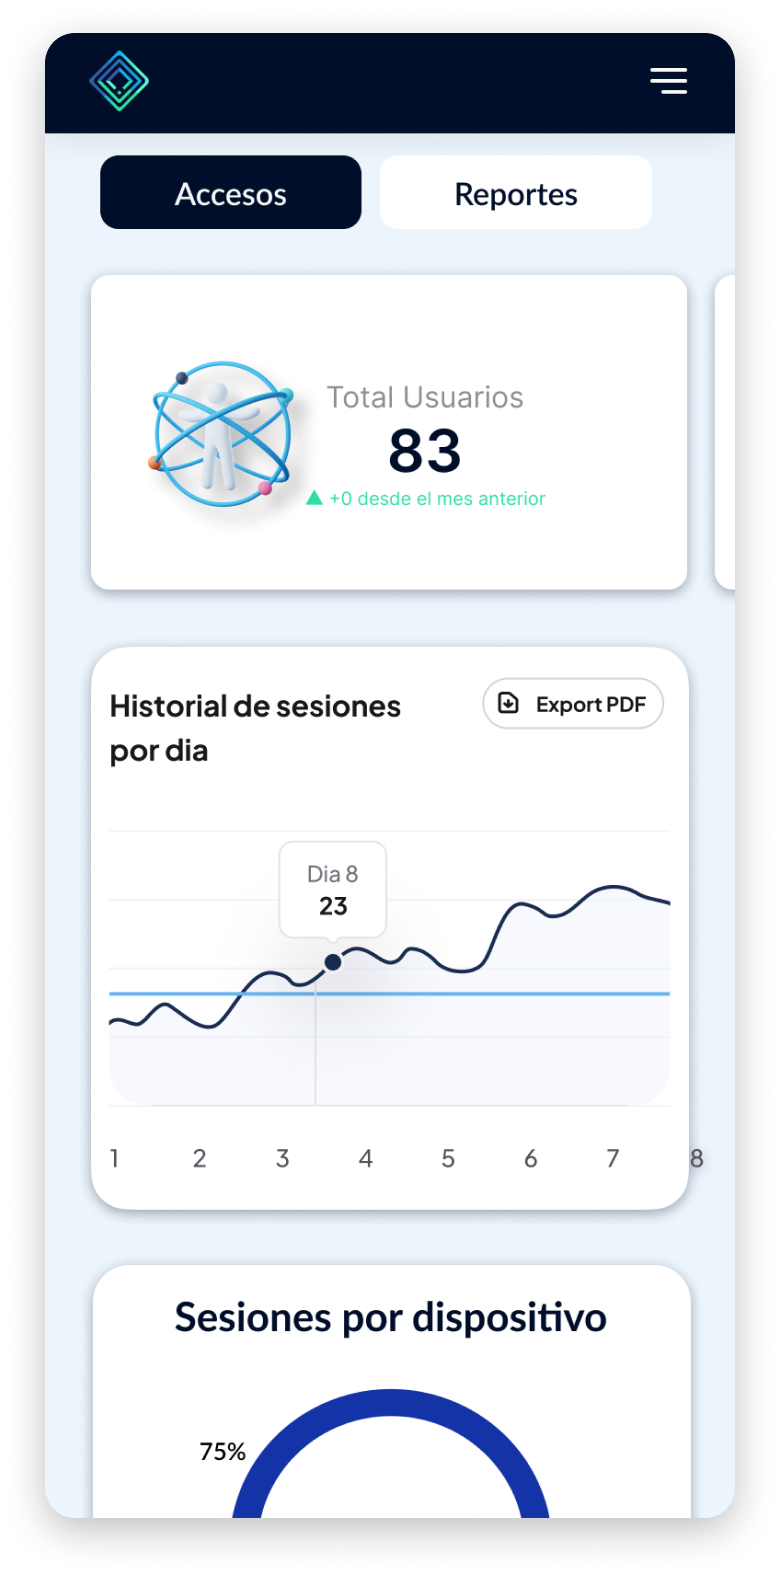 Accesos
Reportes
Total Usuarios
83
▲ +0 desde el mes anterior
Historial de sesiones
por dia
Export PDF
Dia 8
23
1 2 3 4 5 6 7 8
Sesiones por dispositivo
75%